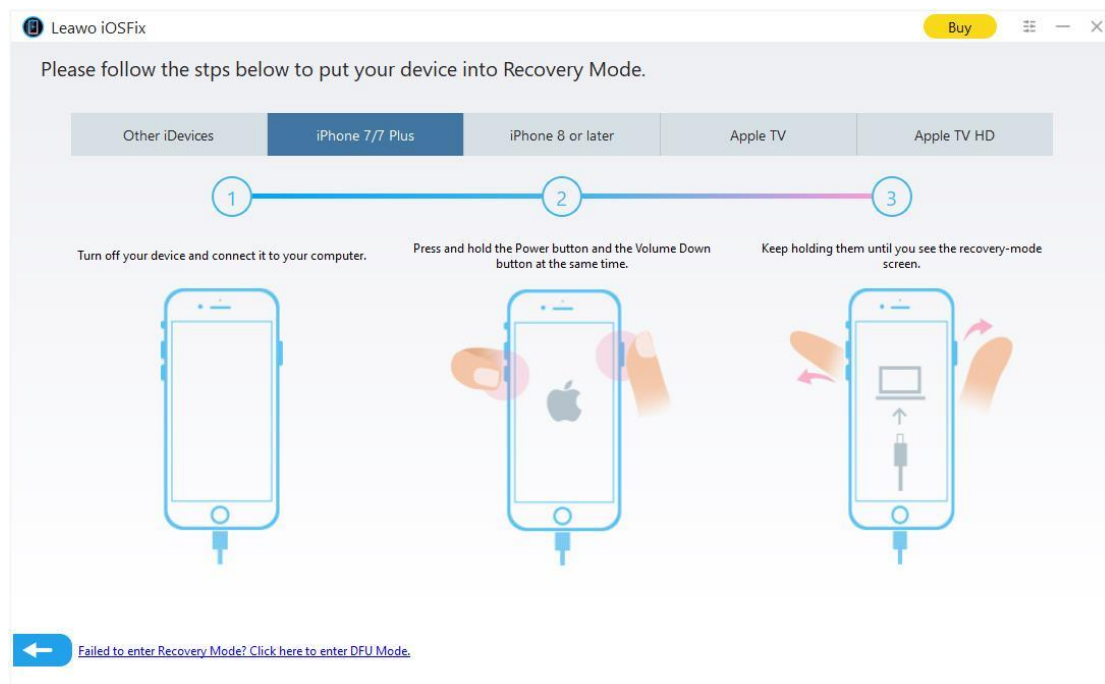 Leawo iOSFix
Buy
Please follow the stps below to put your device into Recovery Mode.
Other iDevices
iPhone 7/7 Plus
iPhone 8 or later
Apple TV
Apple TV HD
1
2
3
Turn off your device and connect it to your computer.
Press and hold the Power button and the Volume Down
button at the same time.
Keep holding them until you see the recovery-mode
screen.
Failed to enter Recovery Mode? Click here to enter DFU Mode.